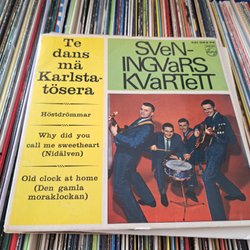 Te
dans
mä
Karlsta-
tösera
Höstdrömmar
Why did you
call me sweetheart
(Nidälven)
Old clock at home
(Den gamla
moraklockan)
SVEN-
INGVARS
KVARTETT